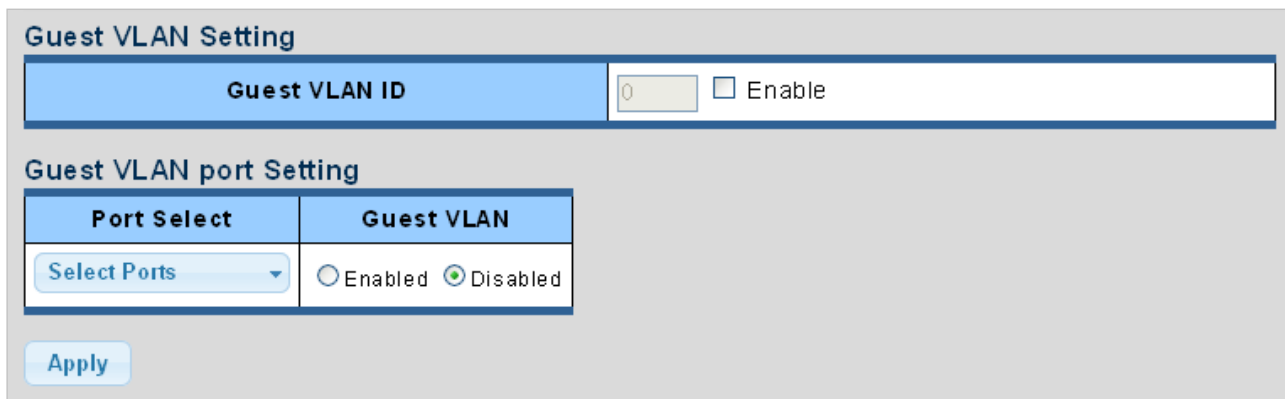 Guest VLAN Setting
Guest VLAN ID 0 Enable
Guest VLAN port Setting
Port Select Guest VLAN
Select Ports Enabled Disabled
Apply